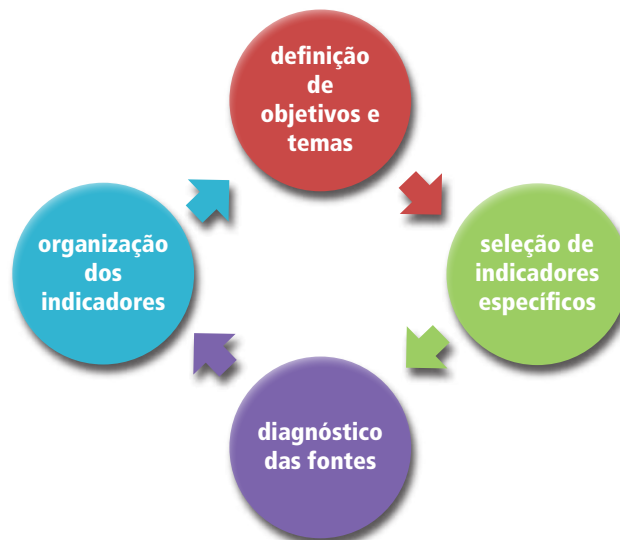 definição
de
objetivos e
temas
seleção de
indicadores
específicos
diagnóstico
das fontes
organização
dos
indicadores